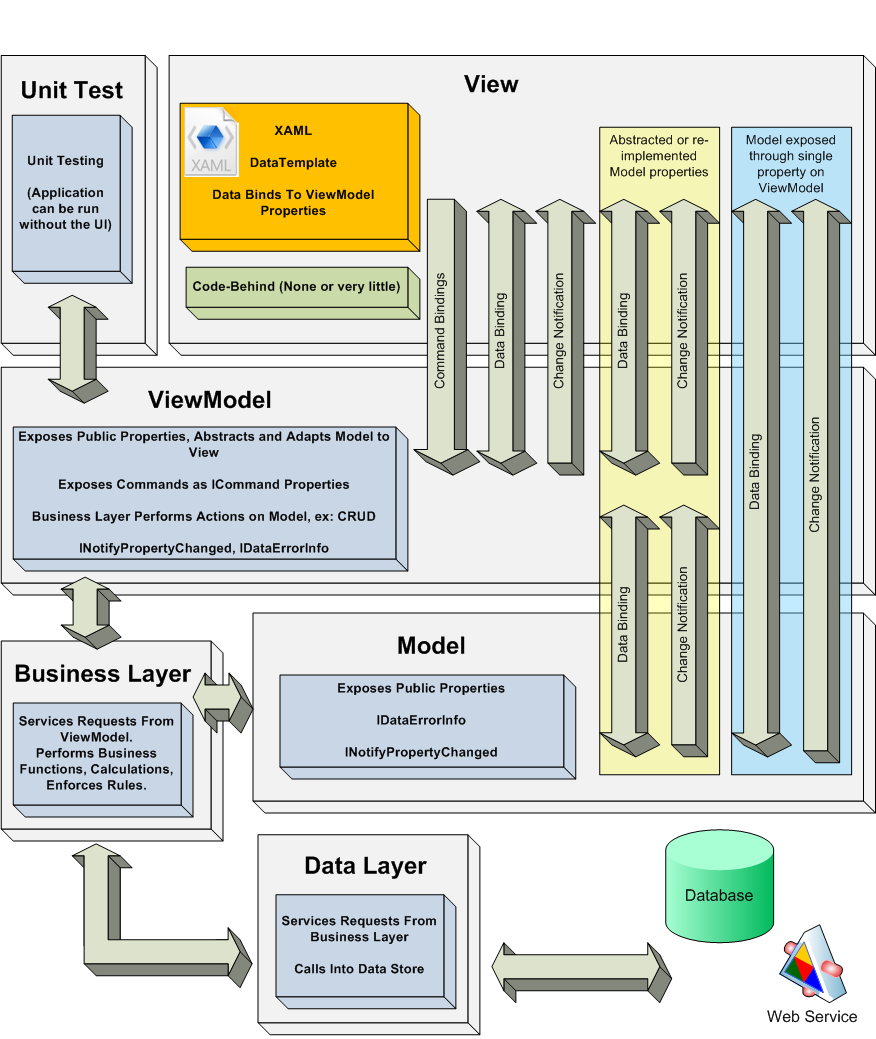 Unit Test
Unit Testing
(Application
can be run
without the UI)
View
XAML
XAML
DataTemplate
Data Binds To ViewModel
Properties
Code-Behind (None or very little)
Command Bindings
Data Binding
Change Notification
Abstracted or re-
implemented
Model properties
Data Binding
Change Notification
Model exposed
through single
property on
ViewModel
Data Binding
Change Notification
ViewModel
Exposes Public Properties, Abstracts and Adapts Model to
View
Exposes Commands as ICommand Properties
Business Layer Performs Actions on Model, ex: CRUD
INotifyPropertyChanged, IDataErrorInfo
Data Binding
Change Notification
Business Layer
Services Requests From
ViewModel.
Performs Business
Functions, Calculations,
Enforces Rules.
Model
Exposes Public Properties
IDataErrorInfo
INotifyPropertyChanged
Data Layer
Services Requests From
Business Layer
Calls Into Data Store
Database
Web Service